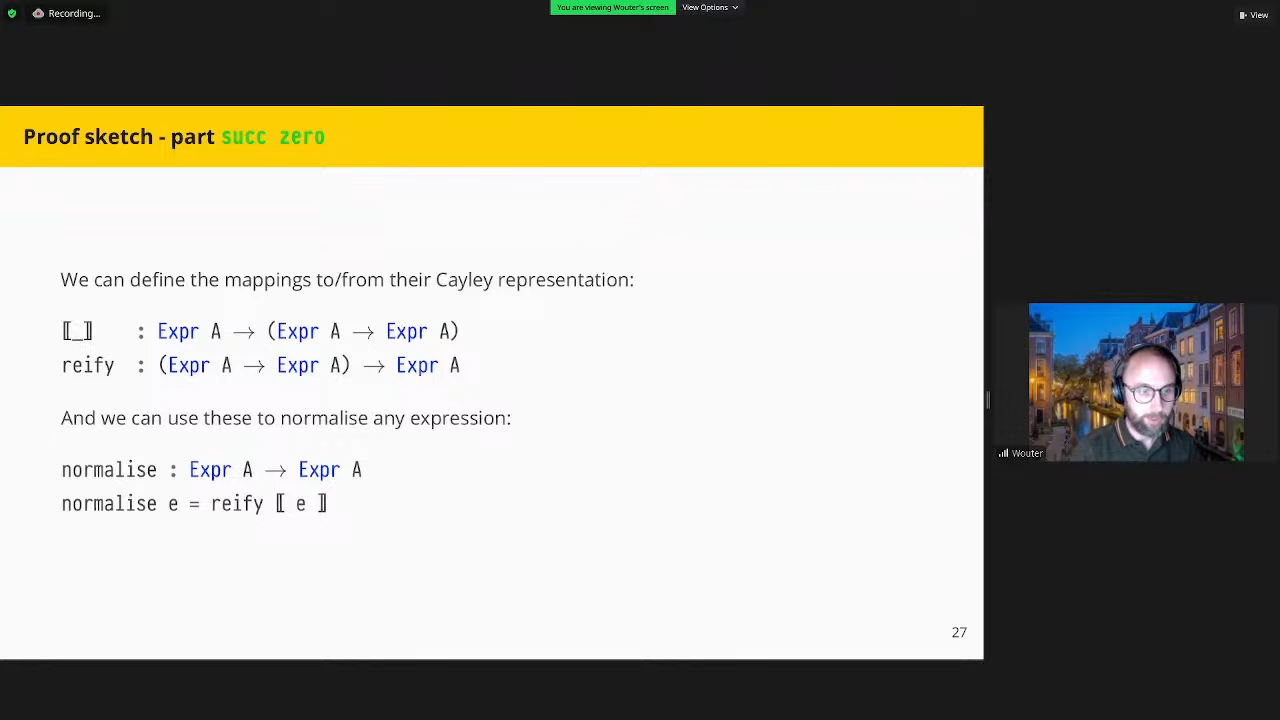 Recording...
You are viewing Wouter's screen
View Options
View
Proof sketch - part succ zero
We can define the mappings to/from their Cayley representation:
⟦_⟧ : Expr A → (Expr A → Expr A)
reify : (Expr A → Expr A) → Expr A
And we can use these to normalise any expression:
normalise : Expr A → Expr A
normalise e = reify ⟦ e ⟧
Wouter
27